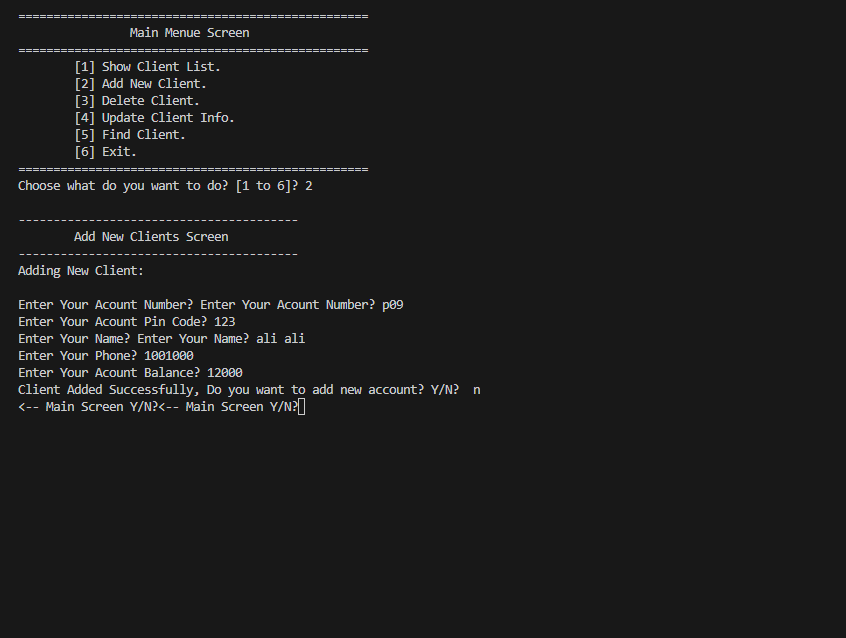 ==================================================
Main Menue Screen
==================================================
[1] Show Client List.
[2] Add New Client.
[3] Delete Client.
[4] Update Client Info.
[5] Find Client.
[6] Exit.
==================================================
Choose what do you want to do? [1 to 6]? 2
----------------------------------------
Add New Clients Screen
----------------------------------------
Adding New Client:
Enter Your Acount Number? Enter Your Acount Number? p09
Enter Your Acount Pin Code? 123
Enter Your Name? Enter Your Name? ali ali
Enter Your Phone? 1001000
Enter Your Acount Balance? 12000
Client Added Successfully, Do you want to add new account? Y/N?  n
<-- Main Screen Y/N?<-- Main Screen Y/N?